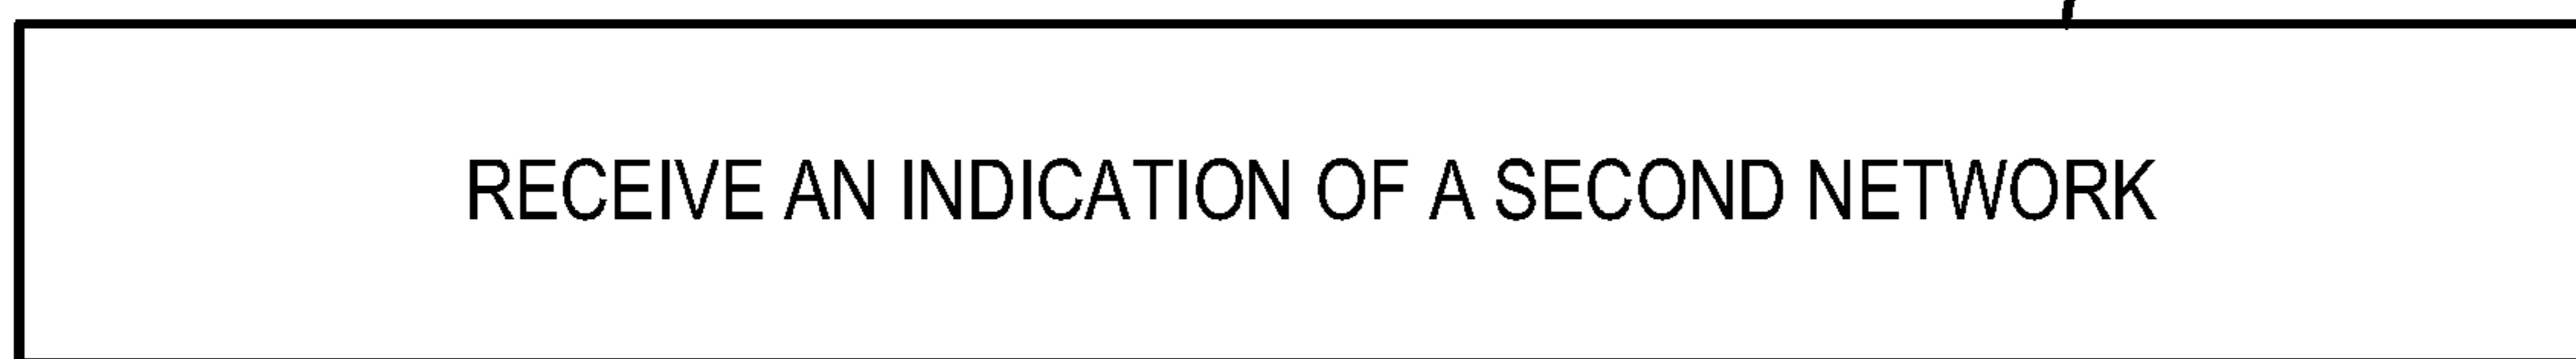 RECEIVE AN INDICATION OF A SECOND NETWORK